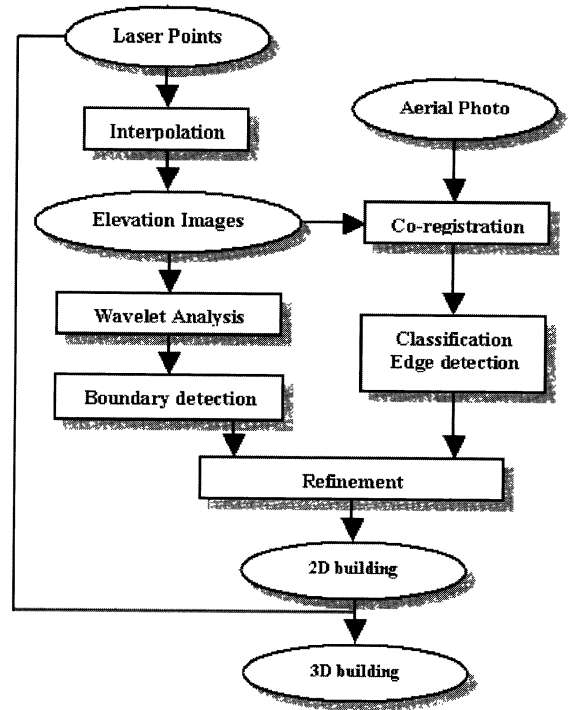 Laser Points
Interpolation
Aerial Photo
Elevation Images
Co-registration
Wavelet Analysis
Classification
Edge detection
Boundary detection
Refinement
2D building
3D building